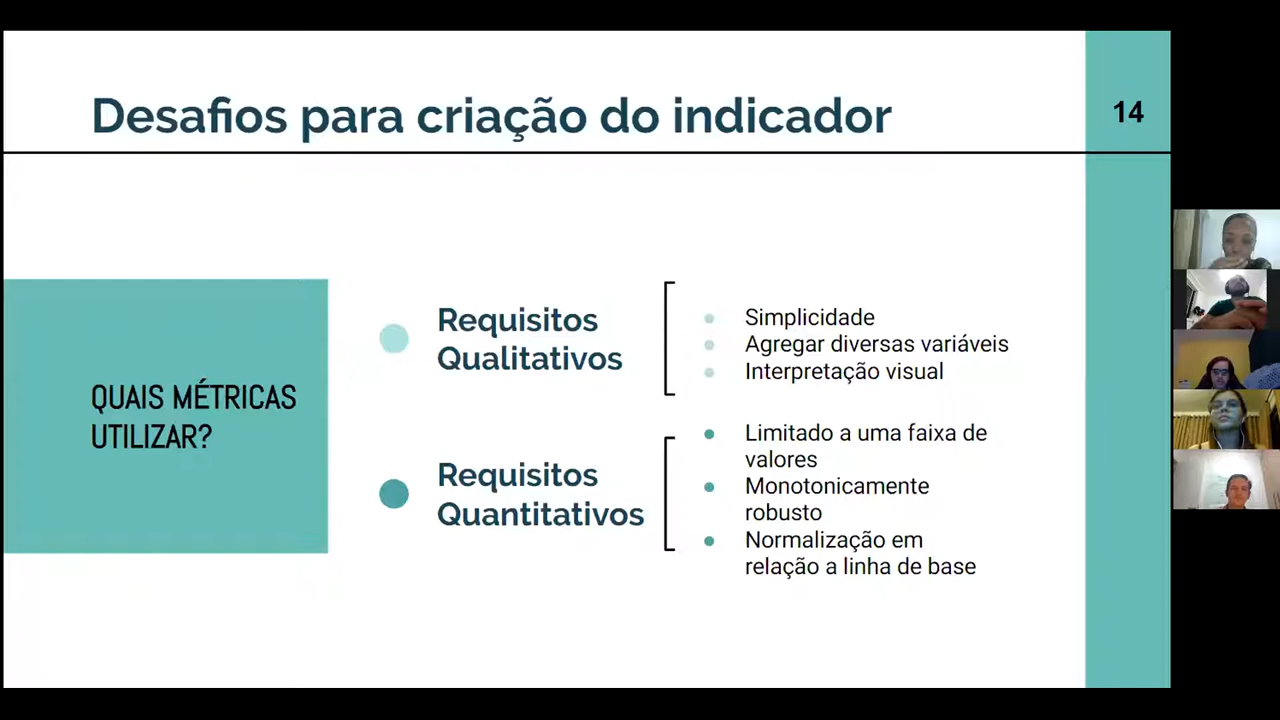 Desafios para criação do indicador
14
QUAIS MÉTRICAS
UTILIZAR?
Requisitos
Qualitativos
Simplicidade
Agregar diversas variáveis
Interpretação visual
Requisitos
Quantitativos
Limitado a uma faixa de
valores
Monotonicamente
robusto
Normalização em
relação a linha de base